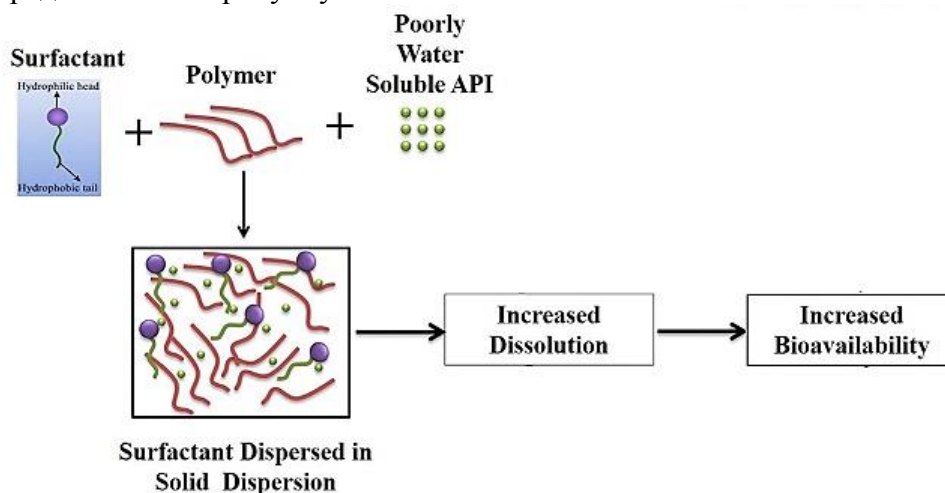 Surfactant
Hydrophilic head
Hydrophobic tail
+
Polymer
+
Poorly
Water
Soluble API
Surfactant Dispersed in
Solid Dispersion
Increased
Dissolution
Increased
Bioavailability